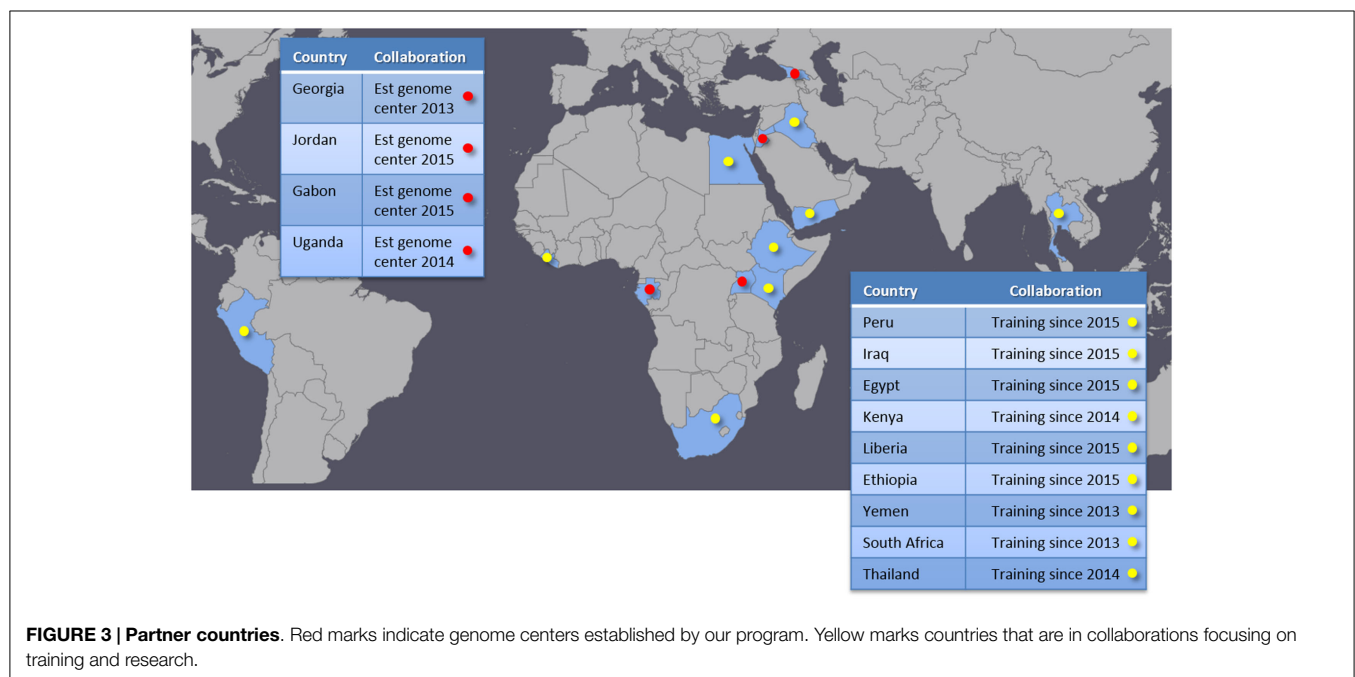 Country Collaboration
Georgia Est genome
center 2013
Jordan Est genome
center 2015
Gabon Est genome
center 2015
Uganda Est genome
center 2014
Country Collaboration
Peru Training since 2015
Iraq Training since 2015
Egypt Training since 2015
Kenya Training since 2014
Liberia Training since 2015
Ethiopia Training since 2015
Yemen Training since 2013
South Africa Training since 2013
Thailand Training since 2014
FIGURE 3 | Partner countries. Red marks indicate genome centers established by our program. Yellow marks countries that are in collaborations focusing on
training and research.